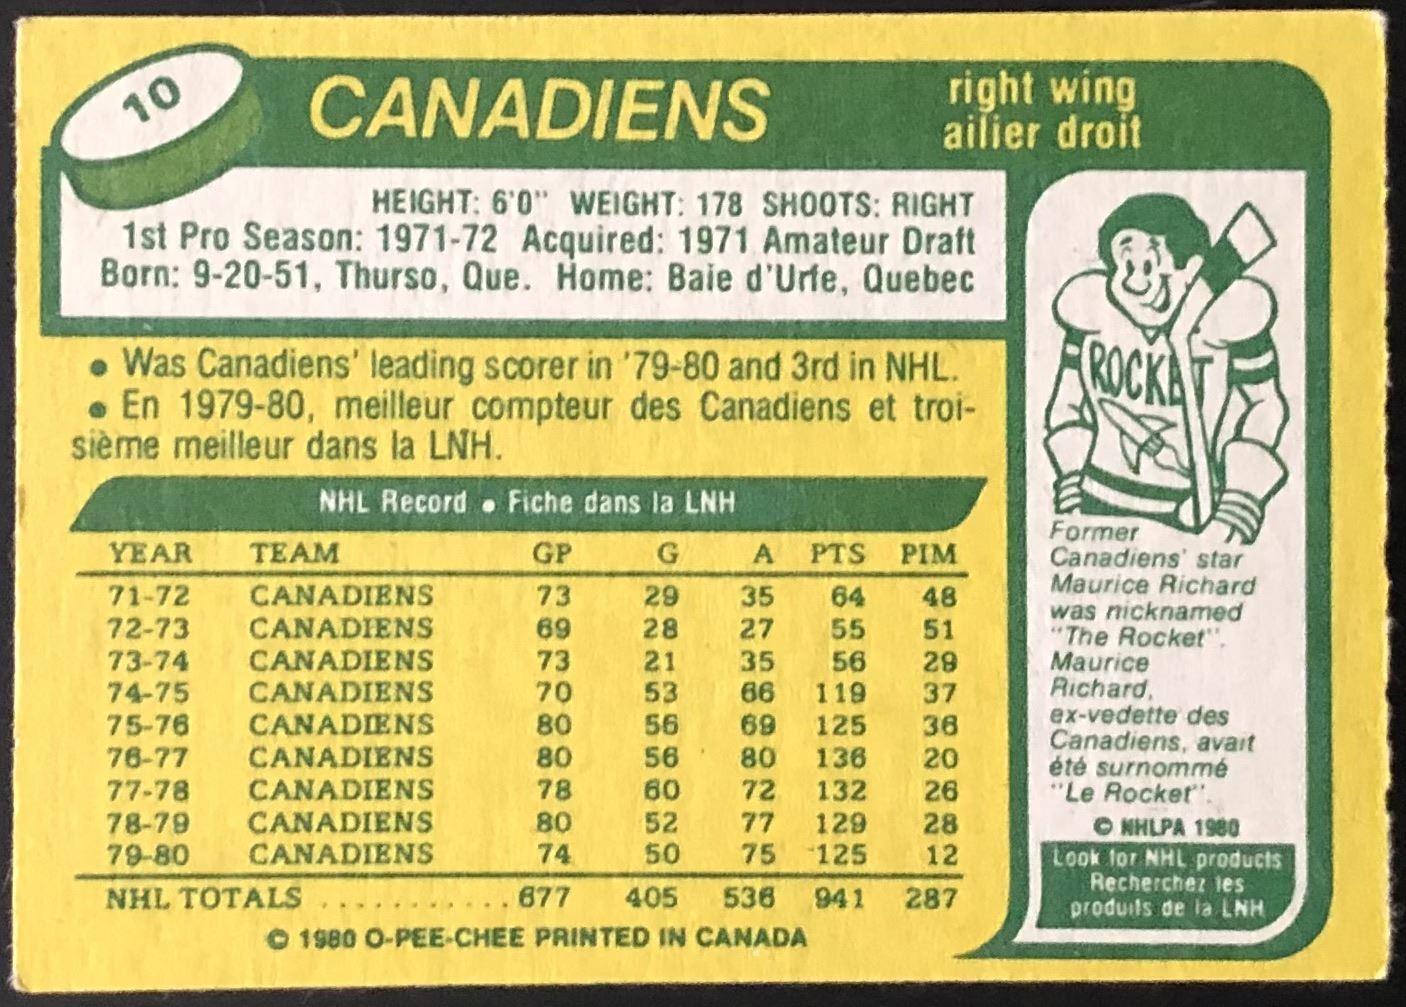 10
CANADIENS
right wing
ailier droit
HEIGHT: 6'0" WEIGHT: 178 SHOOTS: RIGHT
1st Pro Season: 1971-72 Acquired: 1971 Amateur Draft
Born: 9-20-51, Thurso, Que. Home: Baie d'Urfe, Quebec
• Was Canadiens' leading scorer in '79-80 and 3rd in NHL.
• En 1979-80, meilleur compteur des Canadiens et troi-
sième meilleur dans la LNH.
NHL Record • Fiche dans la LNH
YEAR TEAM GP G A PTS PIM
71-72 CANADIENS 73 29 35 64 48
72-73 CANADIENS 69 28 27 55 51
73-74 CANADIENS 73 21 35 56 29
74-75 CANADIENS 70 53 66 119 37
75-76 CANADIENS 80 56 69 125 36
76-77 CANADIENS 80 56 80 136 20
77-78 CANADIENS 78 60 72 132 26
78-79 CANADIENS 80 52 77 129 28
79-80 CANADIENS 74 50 75 125 12
NHL TOTALS ........... 677 405 536 941 287
© 1980 O-PEE-CHEE PRINTED IN CANADA
ROCKET
Former
Canadiens' star
Maurice Richard
was nicknamed
"The Rocket".
Maurice
Richard,
ex-vedette des
Canadiens, avait
été surnommé
"Le Rocket".
© NHLPA 1980
Look for NHL products
Recherchez les
produits de la LNH